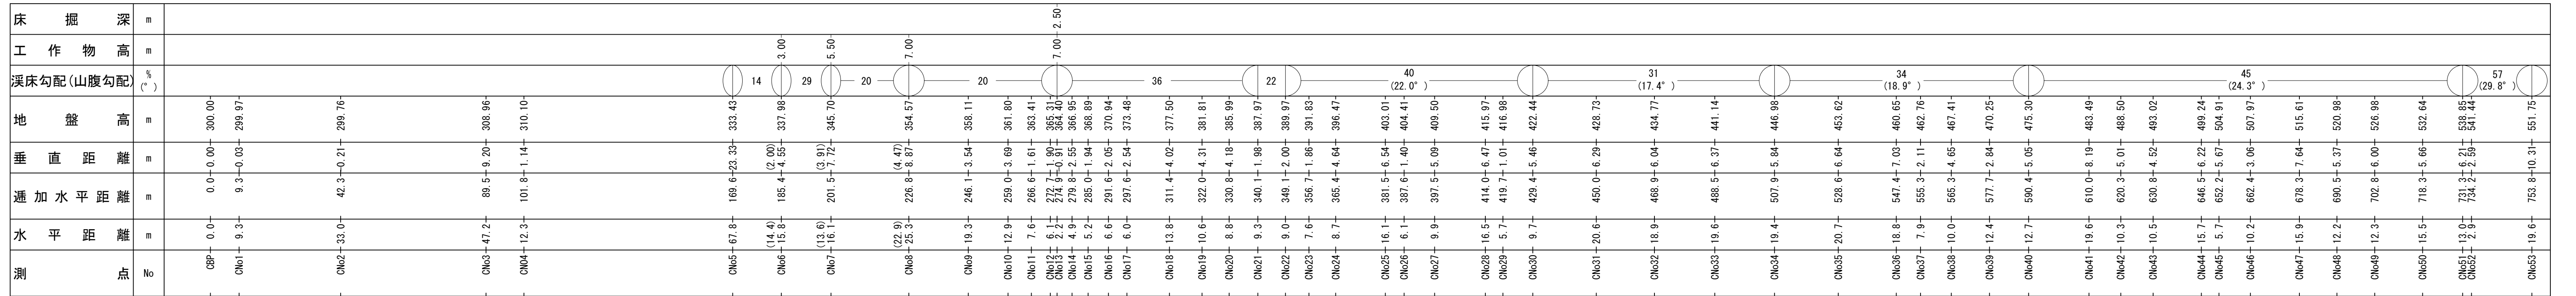 床掘深 m 2.50
工作物高 m 3.00 5.50 7.00 7.00
溪床勾配(山腹勾配) % (°) 14 29 20 20 36 22 40 (22.0°) 31 (17.4°) 34 (18.9°) 45 (24.3°) 57 (29.8°)
地盤高 m 300.00 299.97 299.76 308.96 310.10 333.43 337.98 345.70 354.57 358.11 361.80 363.41 365.31 364.40 366.95 368.89 370.94 373.48 377.50 381.81 385.99 387.97 389.97 391.83 396.47 403.01 404.41 409.50 415.97 416.98 422.44 428.73 434.77 441.14 446.98 453.62 460.65 462.76 467.41 470.25 475.30 483.49 488.50 493.02 499.24 504.91 507.97 515.61 520.98 526.98 532.64 538.85 541.44 551.75
垂直距離 m 0.00 -0.03 -0.21 9.20 1.14 23.33 (2.00) 4.55 (3.91) 7.72 (4.47) 8.87 3.54 3.69 1.61 1.90 -0.91 2.55 1.94 2.05 2.54 4.02 4.31 4.18 1.98 2.00 1.86 4.64 6.54 1.40 5.09 6.47 1.01 5.46 6.29 6.04 6.37 5.84 6.64 7.03 2.11 4.65 2.84 5.05 8.19 5.01 4.52 6.22 5.67 3.06 7.64 5.37 6.00 5.66 6.21 2.59 10.31
逓加水平距離 m 0.0 9.3 42.3 89.5 101.8 169.6 185.4 201.5 226.8 246.1 259.0 266.6 272.7 274.9 279.8 285.0 291.6 297.6 311.4 322.0 330.8 340.1 349.1 356.7 365.4 381.5 387.6 397.5 414.0 419.7 429.4 450.0 468.9 488.5 507.9 528.6 547.4 555.3 565.3 577.7 590.4 610.0 620.3 630.8 646.5 652.2 662.4 678.3 690.5 702.8 718.3 731.3 734.2 753.8
水平距離 m 0.0 9.3 33.0 47.2 12.3 67.8 (14.4) 15.8 (13.6) 16.1 (22.9) 25.3 19.3 12.9 7.6 6.1 2.2 4.9 5.2 6.6 6.0 13.8 10.6 8.8 9.3 9.0 7.6 8.7 16.1 6.1 9.9 16.5 5.7 9.7 20.6 18.9 19.6 19.4 20.7 18.8 7.9 10.0 12.4 12.7 19.6 10.3 10.5 15.7 5.7 10.2 15.9 12.2 12.3 15.5 13.0 2.9 19.6
測点 No CBP CNo1 CNo2 CNo3 CNO4 CNo5 CNo6 CNo7 CNo8 CNo9 CNo10 CNo11 CNo12 CNo13 CNo14 CNo15 CNo16 CNo17 CNo18 CNo19 CNo20 CNo21 CNo22 CNo23 CNo24 CNo25 CNo26 CNo27 CNo28 CNo29 CNo30 CNo31 CNo32 CNo33 CNo34 CNo35 CNo36 CNo37 CNo38 CNo39 CNo40 CNo41 CNo42 CNo43 CNo44 CNo45 CNo46 CNo47 CNo48 CNo49 CNo50 CNo51 CNo52 CNo53